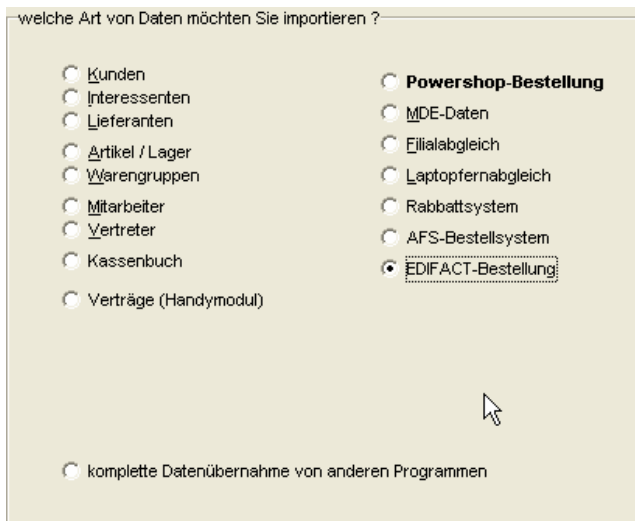 welche Art von Daten möchten Sie importieren ?
Kunden
Interessenten
Lieferanten
Artikel / Lager
Warengruppen
Mitarbeiter
Vertreter
Kassenbuch
Verträge (Handymodul)
Powershop-Bestellung
MDE-Daten
Filialabgleich
Laptopfernabgleich
Rabbattsystem
AFS-Bestellsystem
EDIFACT-Bestellung
komplette Datenübernahme von anderen Programmen